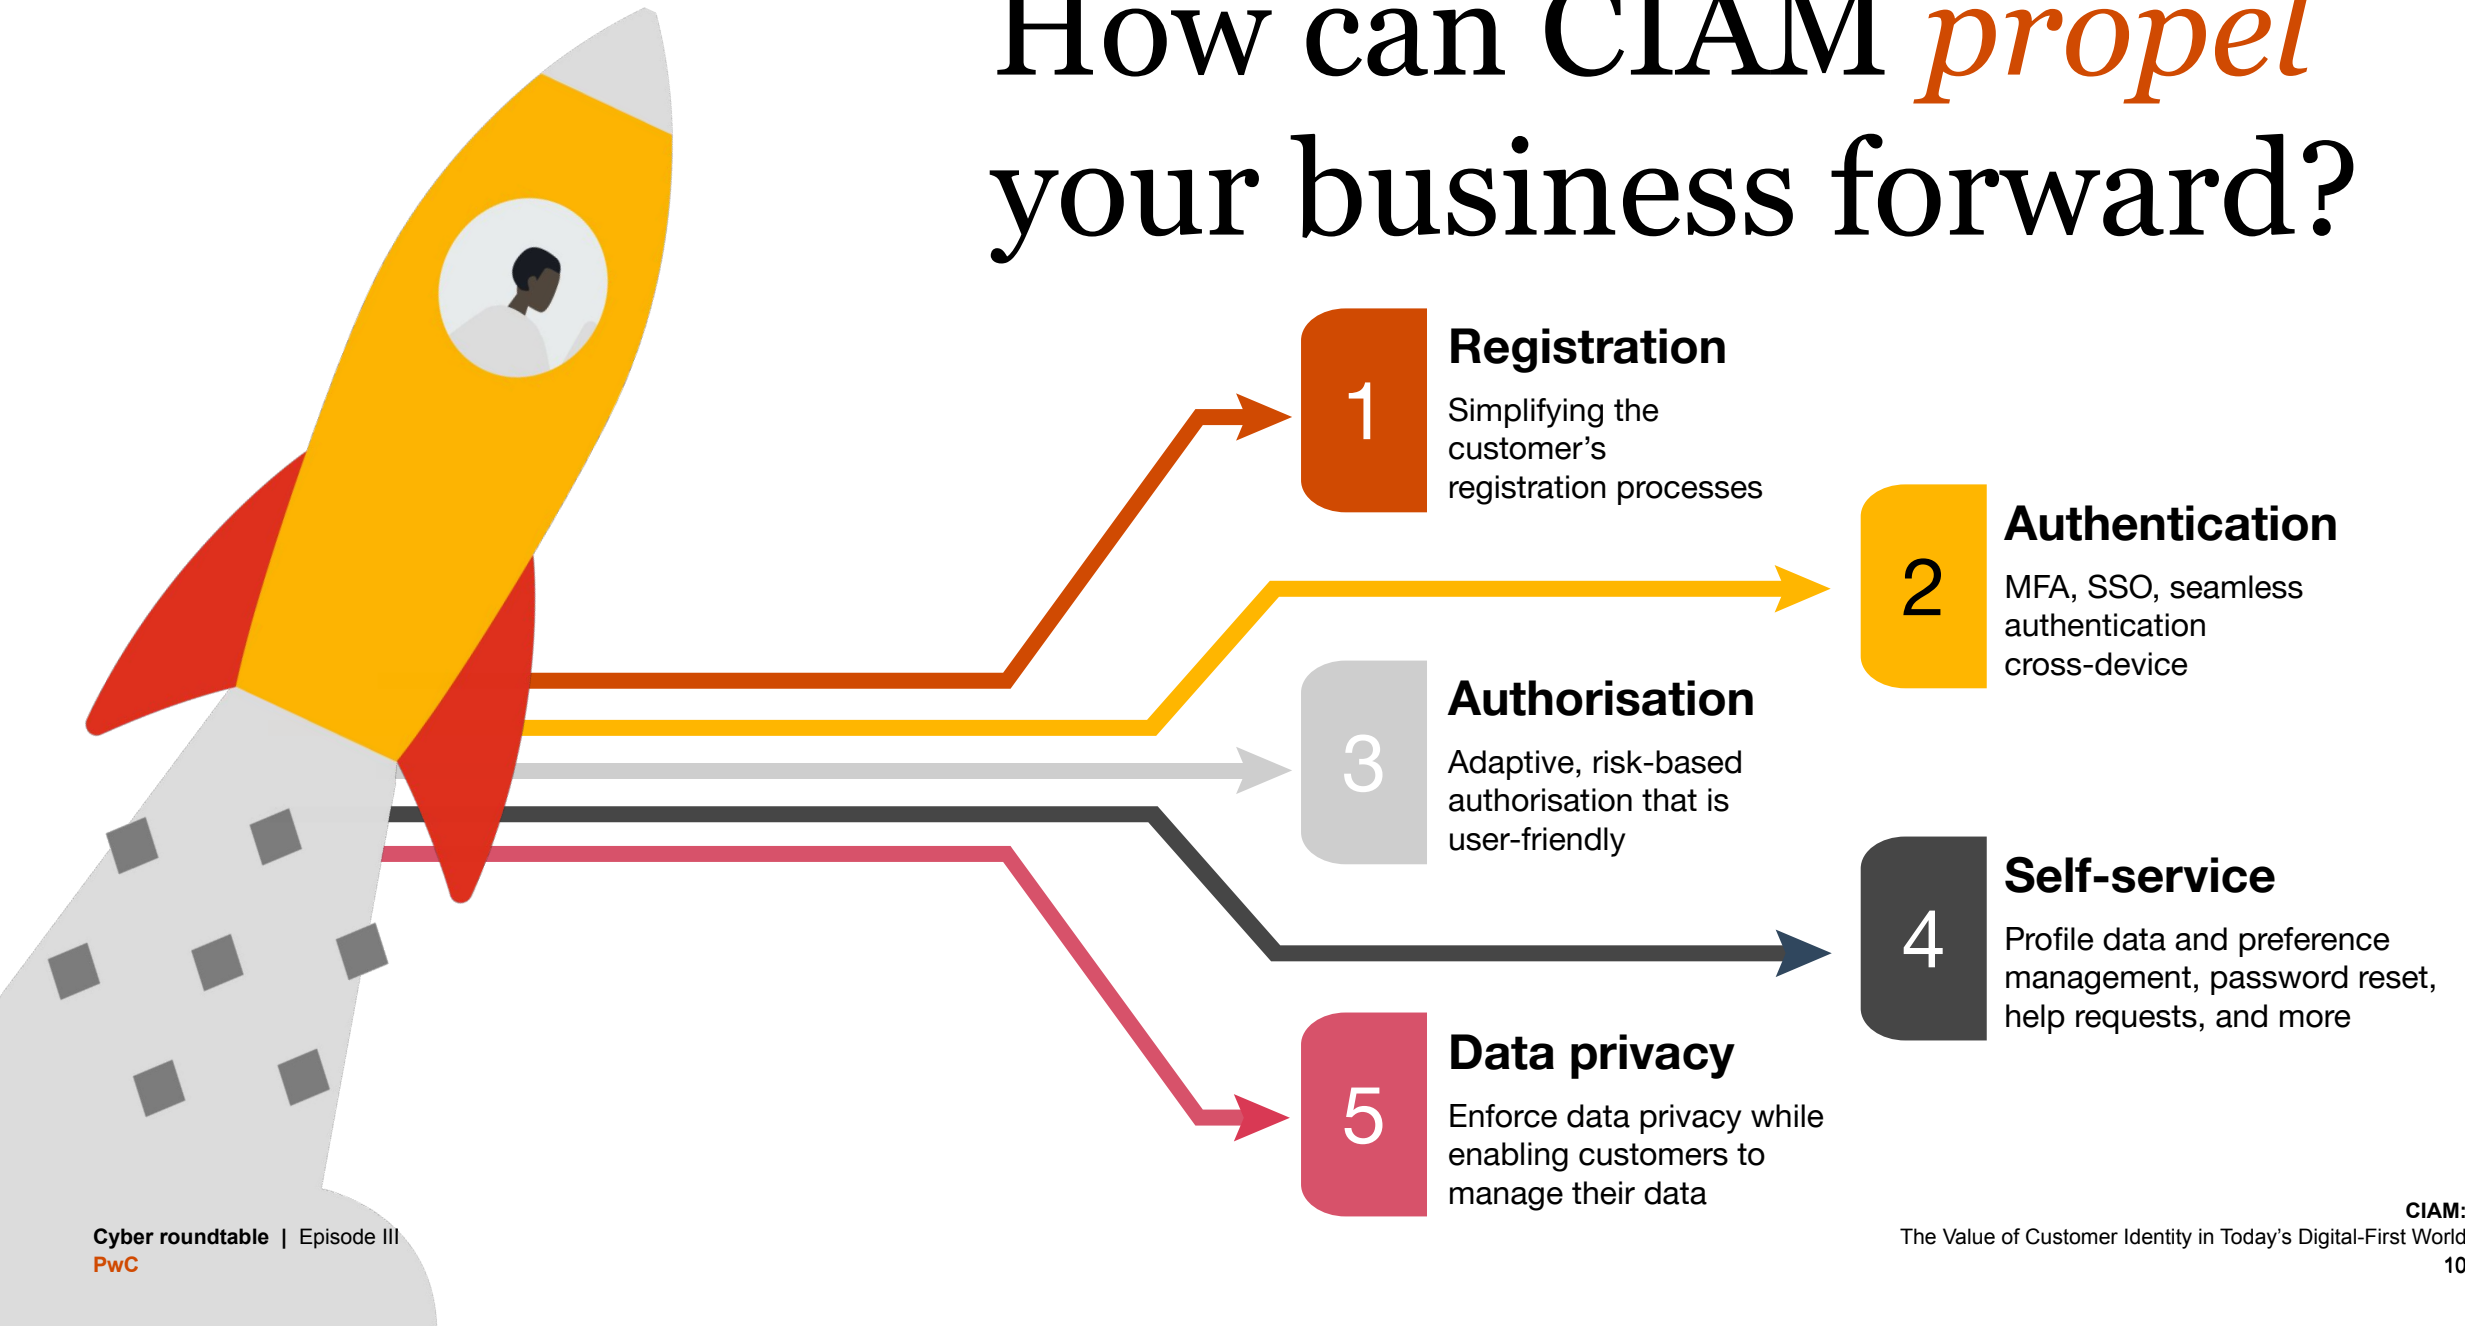 How can CIAM propel
your business forward?
1
Registration
Simplifying the
customer’s
registration processes
2
Authentication
MFA, SSO, seamless
authentication
cross-device
3
Authorisation
Adaptive, risk-based
authorisation that is
user-friendly
4
Self-service
Profile data and preference
management, password reset,
help requests, and more
5
Data privacy
Enforce data privacy while
enabling customers to
manage their data
Cyber roundtable | Episode III
PwC
CIAM:
The Value of Customer Identity in Today’s Digital-First World
10